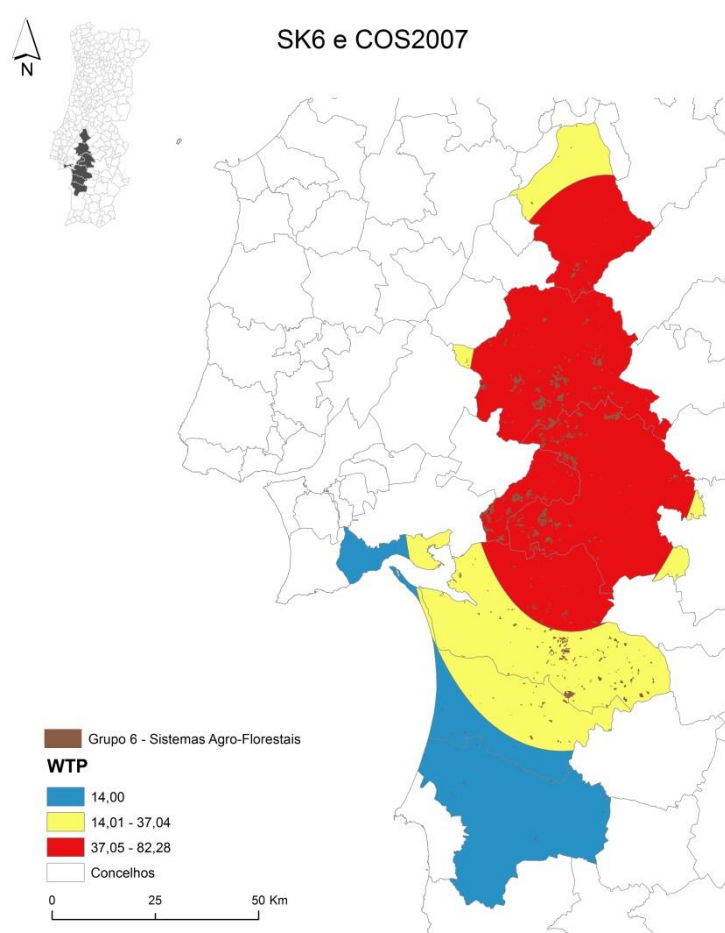 SK6 e COS2007
N
Grupo 6 - Sistemas Agro-Florestais
WTP
14,00
14,01 - 37,04
37,05 - 82,28
Concelhos
0 25 50 Km